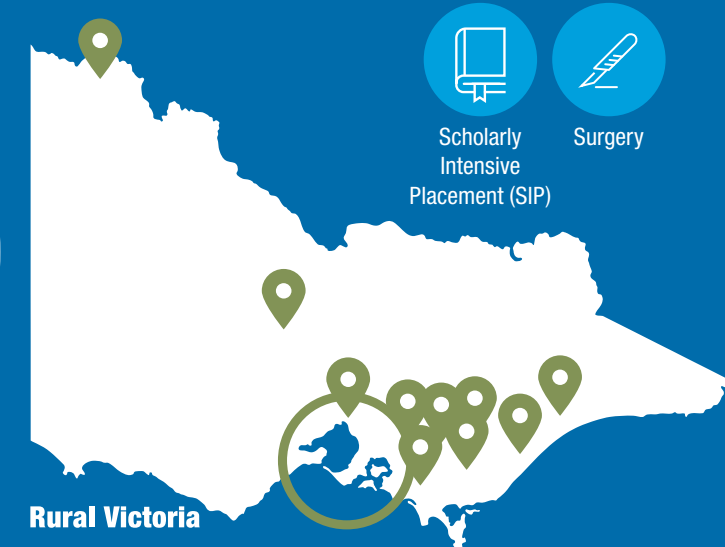 Scholarly
Intensive
Placement (SIP)
Surgery
Rural Victoria